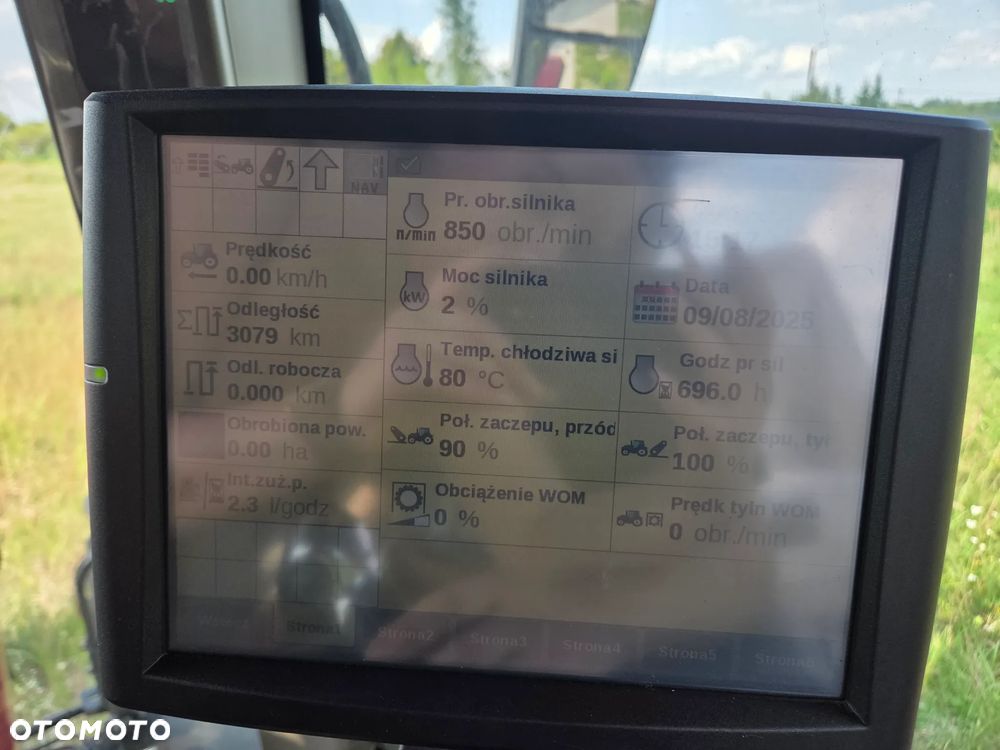 NAV
Prędkość
0.00 km/h
Odległość
3079 km
Odl. robocza
0.000 km
Obrobiona pow.
0.00 ha
Int.zuż.p.
2.3 l/godz
Pr. obr.silnika
n/min 850 obr./min
Moc silnika
kW 2 %
Temp. chłodziwa si
80 °C
Poł. zaczepu, przód
90 %
Obciążenie WOM
0 %
Data
09/08/2025
Godz pr sil
696.0 h
Poł. zaczepu, tył
100 %
Prędk tyln WOM
0 obr./min
Strona1 Strona2 Strona3 Strona4 Strona5 Strona6
OTOMOTO